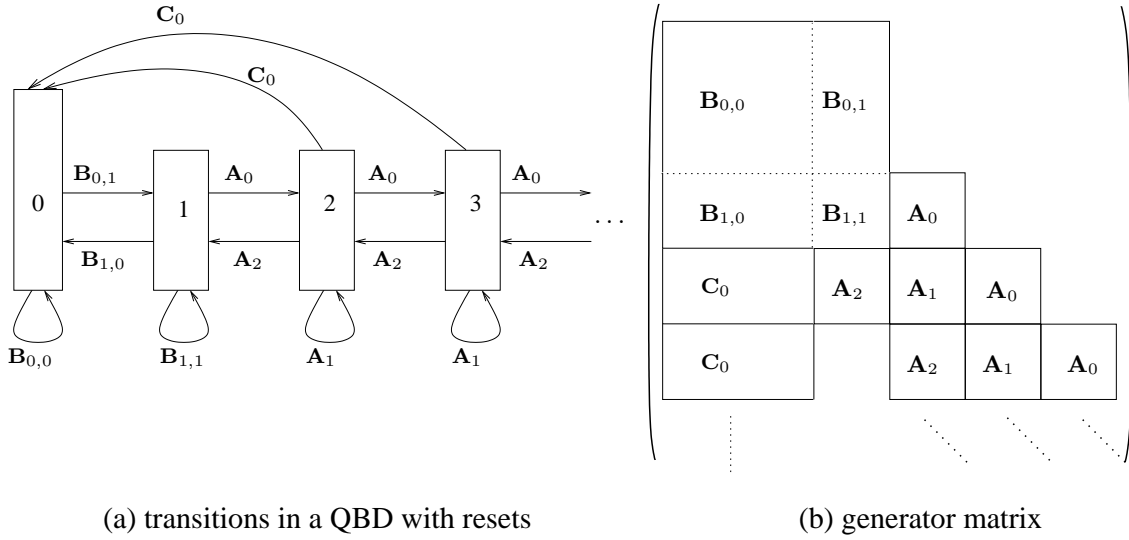 C₀
C₀
B₀,₀ B₀,₁
B₀,₁ A₀ A₀ A₀
0 1 2 3 . . .
B₁,₀ B₁,₁ A₀
B₁,₀ A₂ A₂ A₂
C₀ A₂ A₁ A₀
B₀,₀ B₁,₁ A₁ A₁
C₀ A₂ A₁ A₀
(a) transitions in a QBD with resets (b) generator matrix